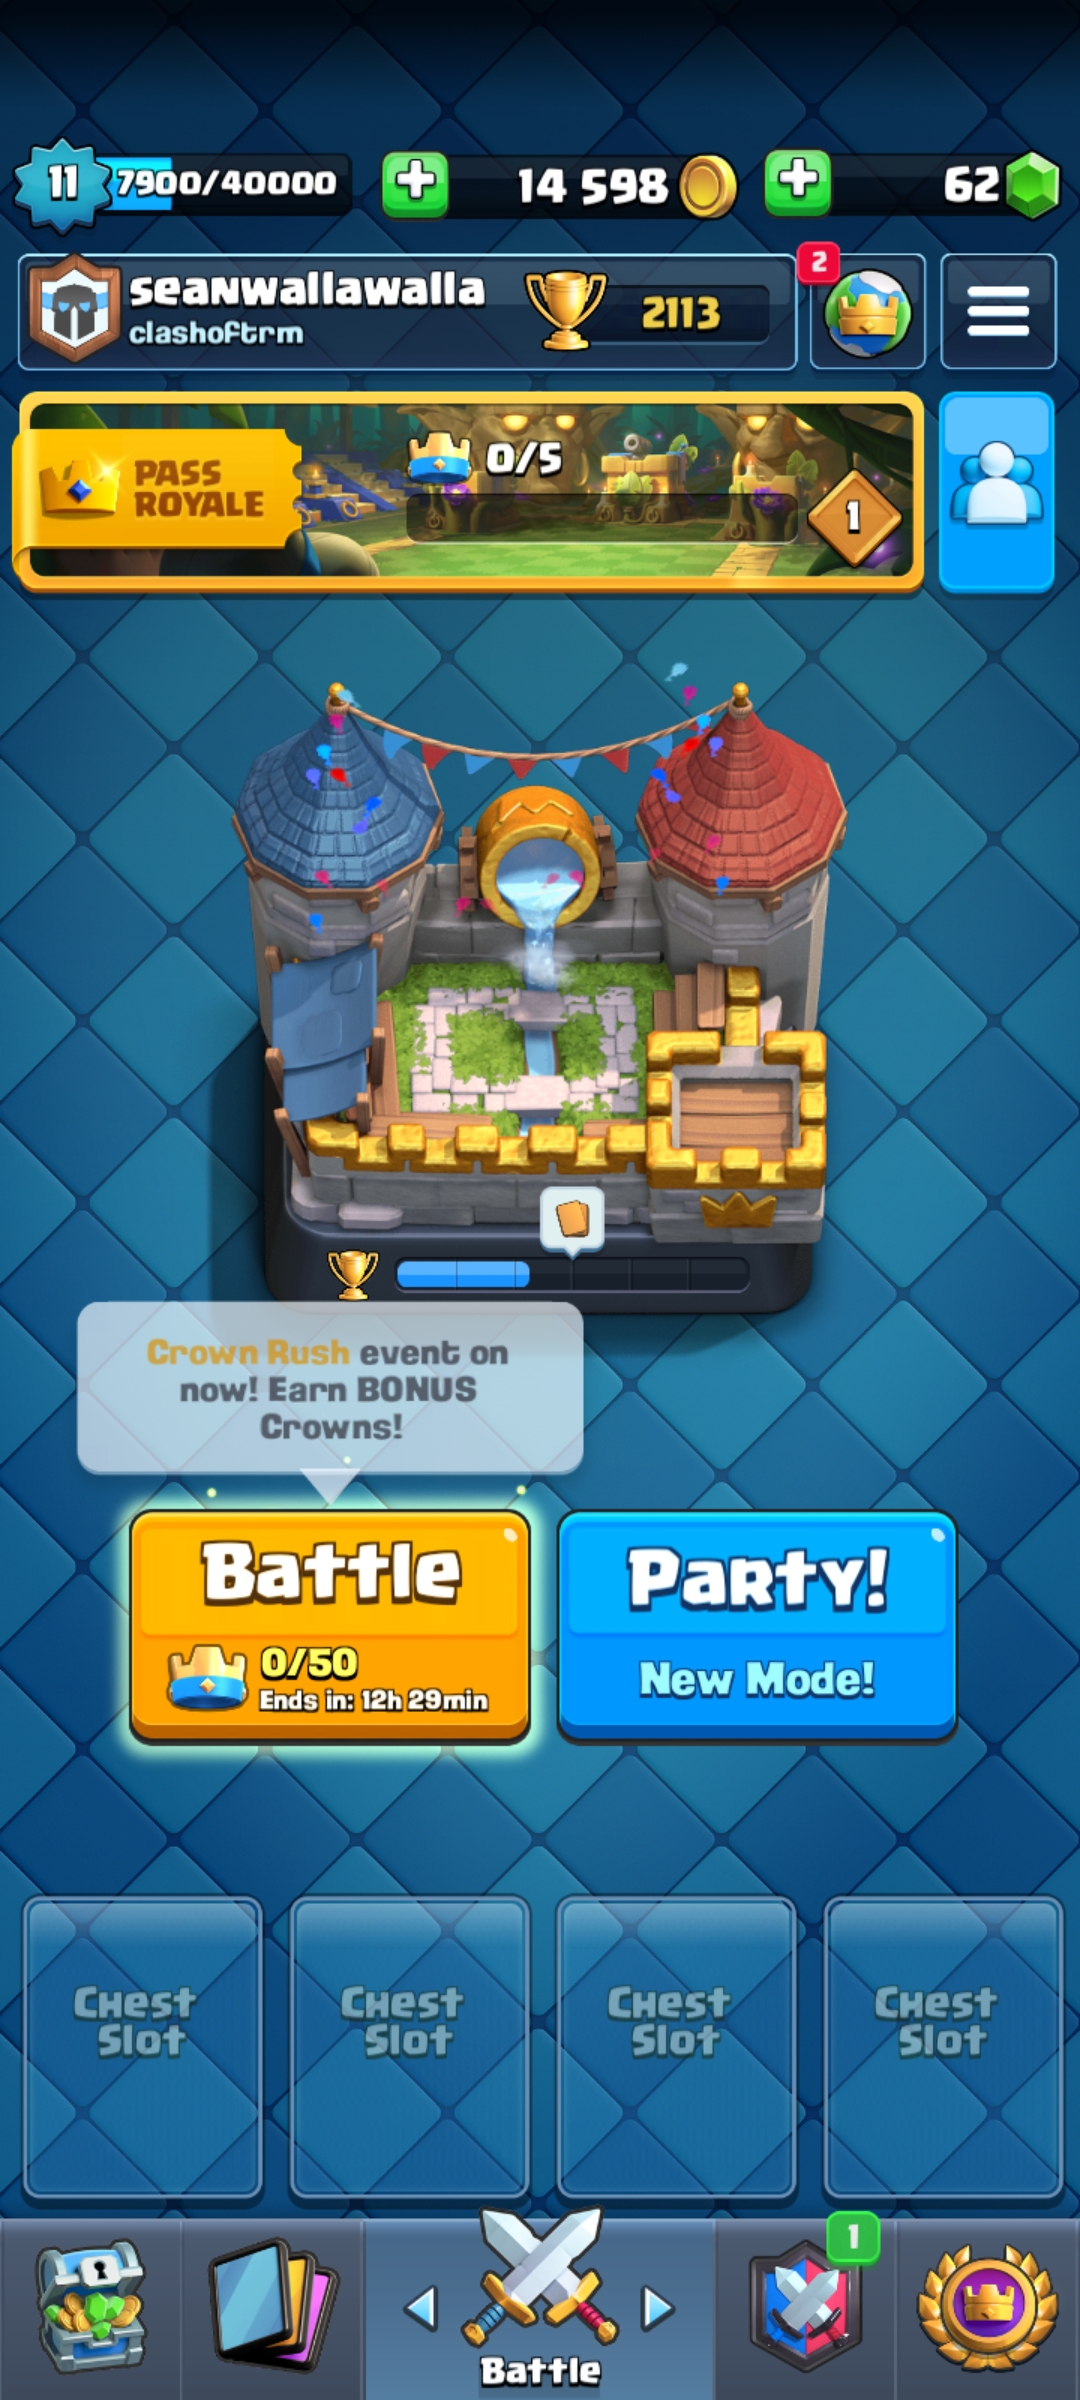 11
7900/40000
14 598
62
seanwallawalla
clashoftrm
2113
2
PASS
ROYALE
0/5
1
Crown Rush event on
now! Earn BONUS
Crowns!
Battle
0/50
Ends in: 12h 29min
Party!
New Mode!
Chest
Slot
Chest
Slot
Chest
Slot
Chest
Slot
1
Battle